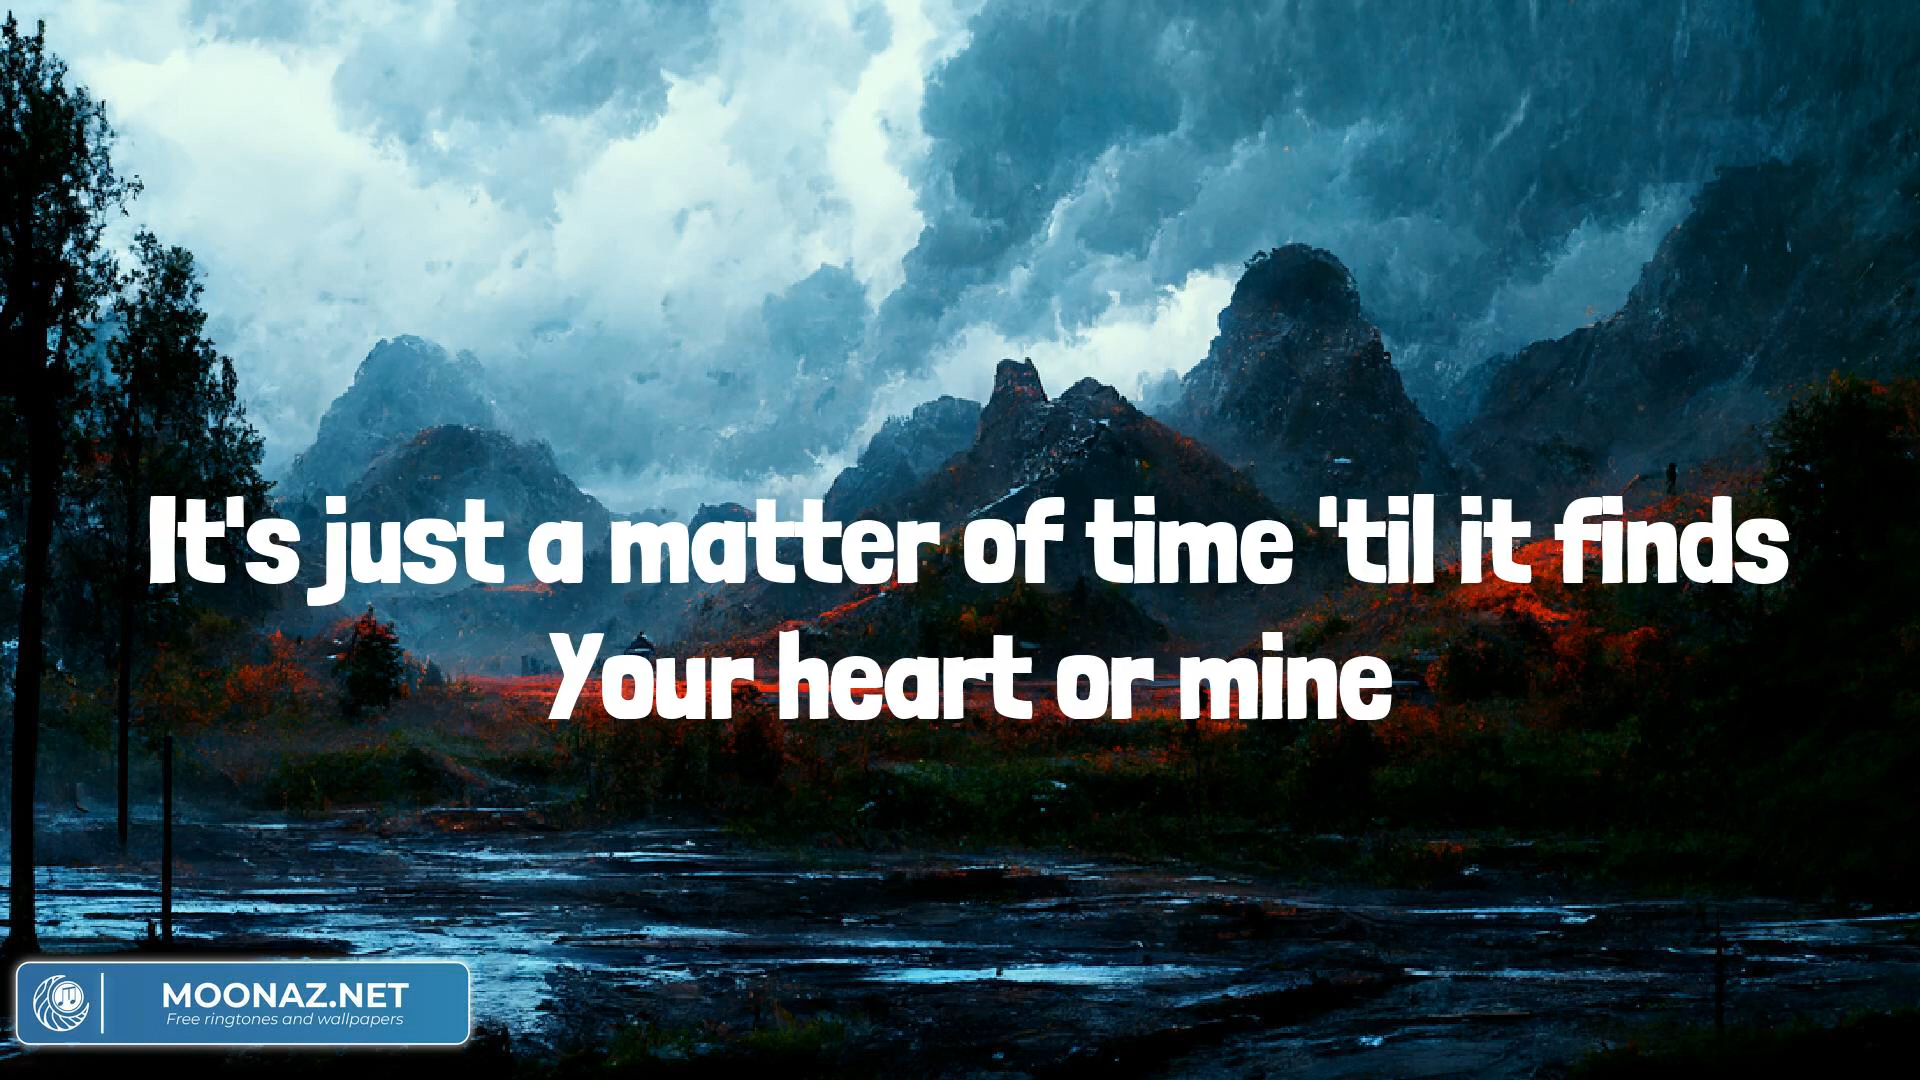 It's just a matter of time 'til it finds
Your heart or mine
MOONAZ.NET
Free ringtones and wallpapers